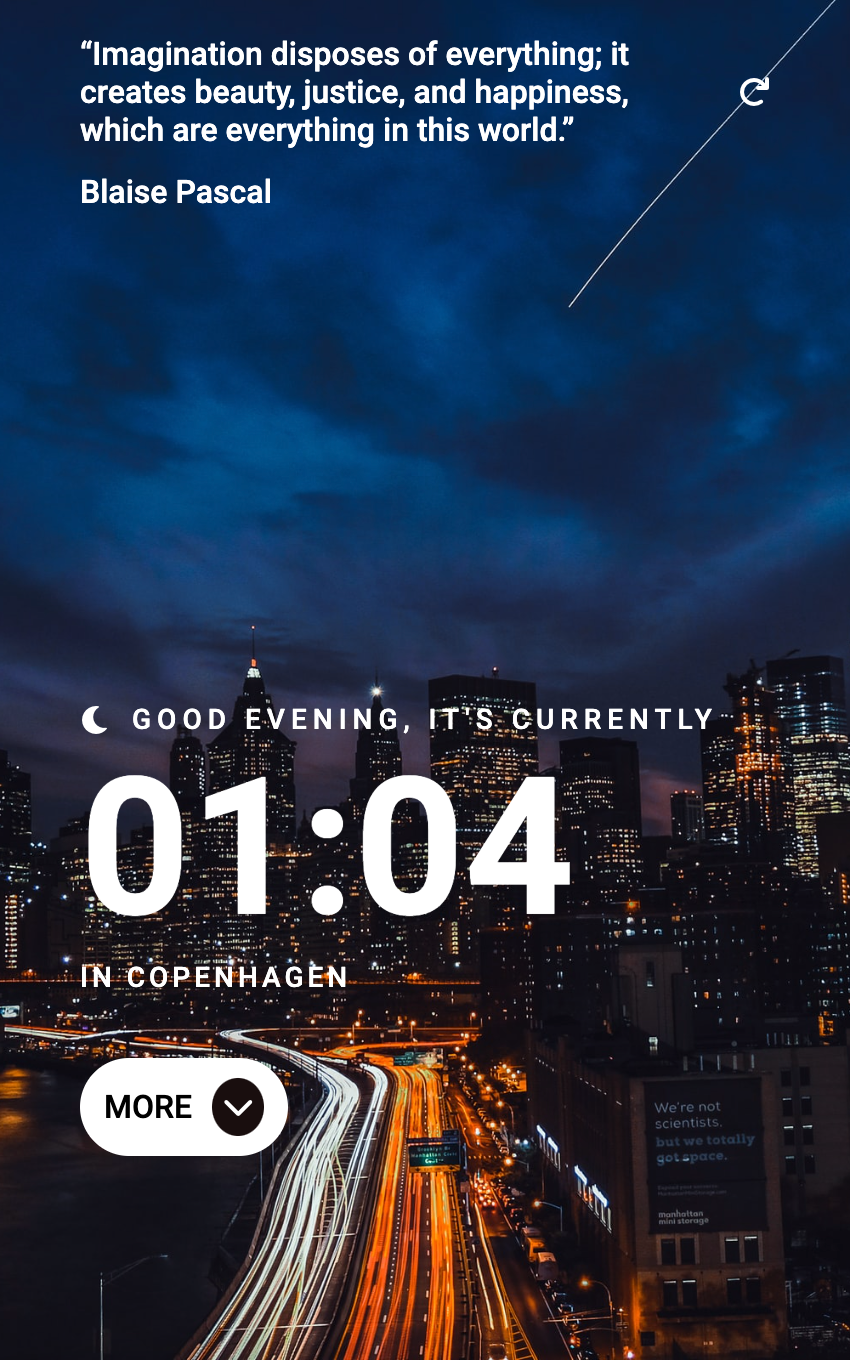 “Imagination disposes of everything; it
creates beauty, justice, and happiness,
which are everything in this world.”
Blaise Pascal
GOOD EVENING, IT'S CURRENTLY
01:04
IN COPENHAGEN
MORE
We're not
scientists.
but we totally
got space.
manhattan
mini storage